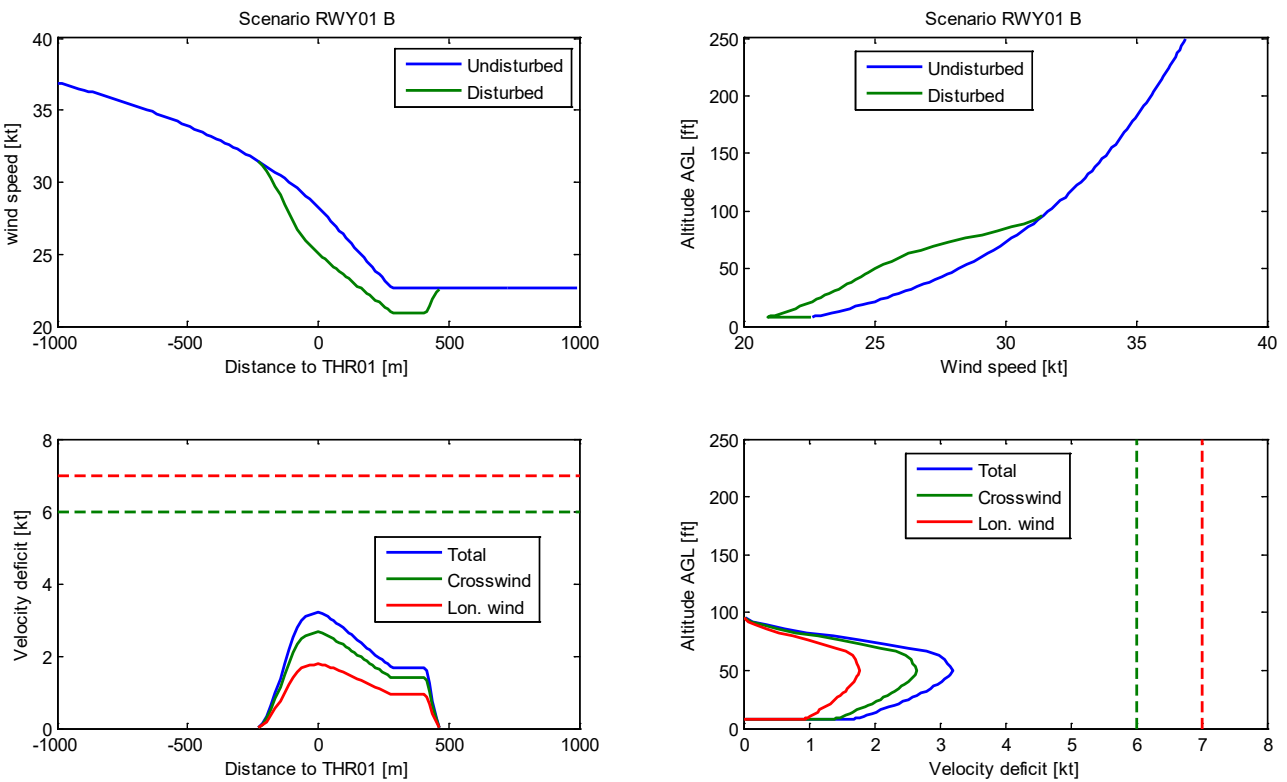 Scenario RWY01 B
40
35
30
25
20
wind speed [kt]
Undisturbed
Disturbed
-1000
-500
0
500
1000
Distance to THR01 [m]
Scenario RWY01 B
250
200
150
100
50
0
Altitude AGL [ft]
Undisturbed
Disturbed
20
25
30
35
40
Wind speed [kt]
8
6
4
2
0
Velocity deficit [kt]
Total
Crosswind
Lon. wind
-1000
-500
0
500
1000
Distance to THR01 [m]
250
200
150
100
50
0
Altitude AGL [ft]
Total
Crosswind
Lon. wind
0
1
2
3
4
5
6
7
8
Velocity deficit [kt]